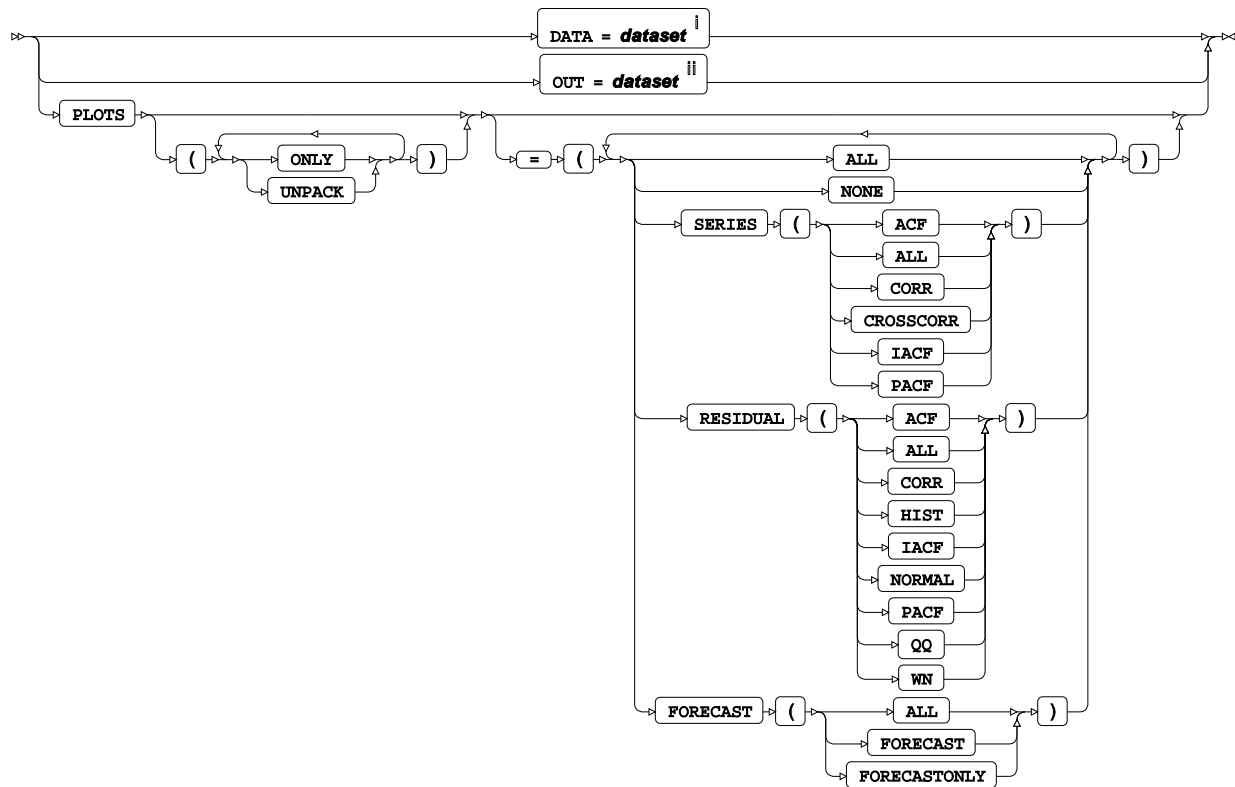 DATA = dataset i
OUT = dataset ii
PLOTS
( ONLY )
UNPACK
= ( ALL )
NONE
SERIES ( ACF )
ALL
CORR
CROSSCORR
IACF
PACF
RESIDUAL ( ACF )
ALL
CORR
HIST
IACF
NORMAL
PACF
QQ
WN
FORECAST ( ALL )
FORECAST
FORECASTONLY